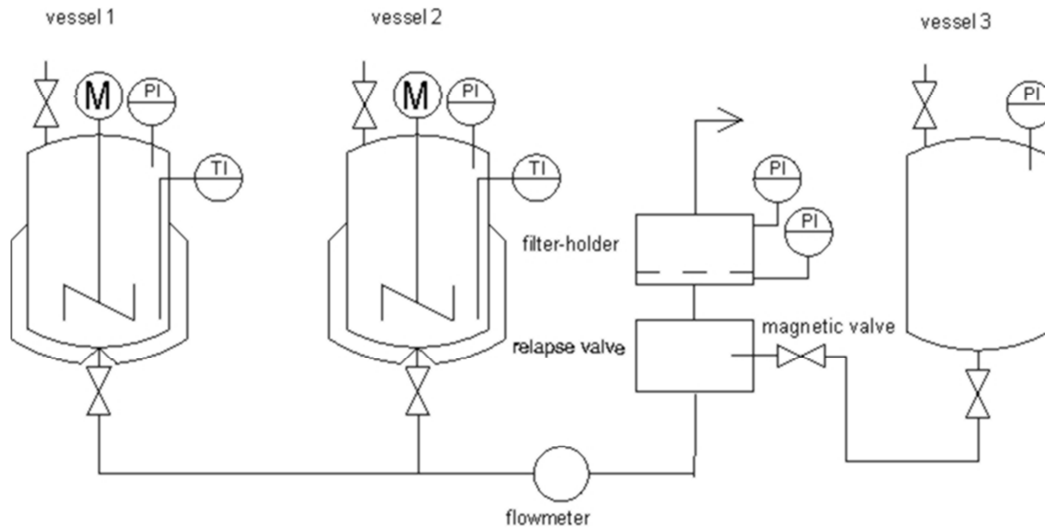 vessel 1
vessel 2
vessel 3
M
PI
M
PI
PI
TI
TI
PI
PI
filter-holder
magnetic valve
relapse valve
flowmeter